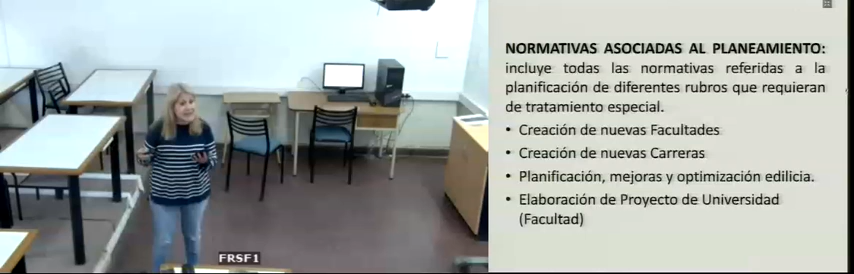 NORMATIVAS ASOCIADAS AL PLANEAMIENTO:
incluye todas las normativas referidas a la
planificación de diferentes rubros que requieran
de tratamiento especial.
• Creación de nuevas Facultades
• Creación de nuevas Carreras
• Planificación, mejoras y optimización edilicia.
• Elaboración de Proyecto de Universidad
(Facultad)
FRSF1